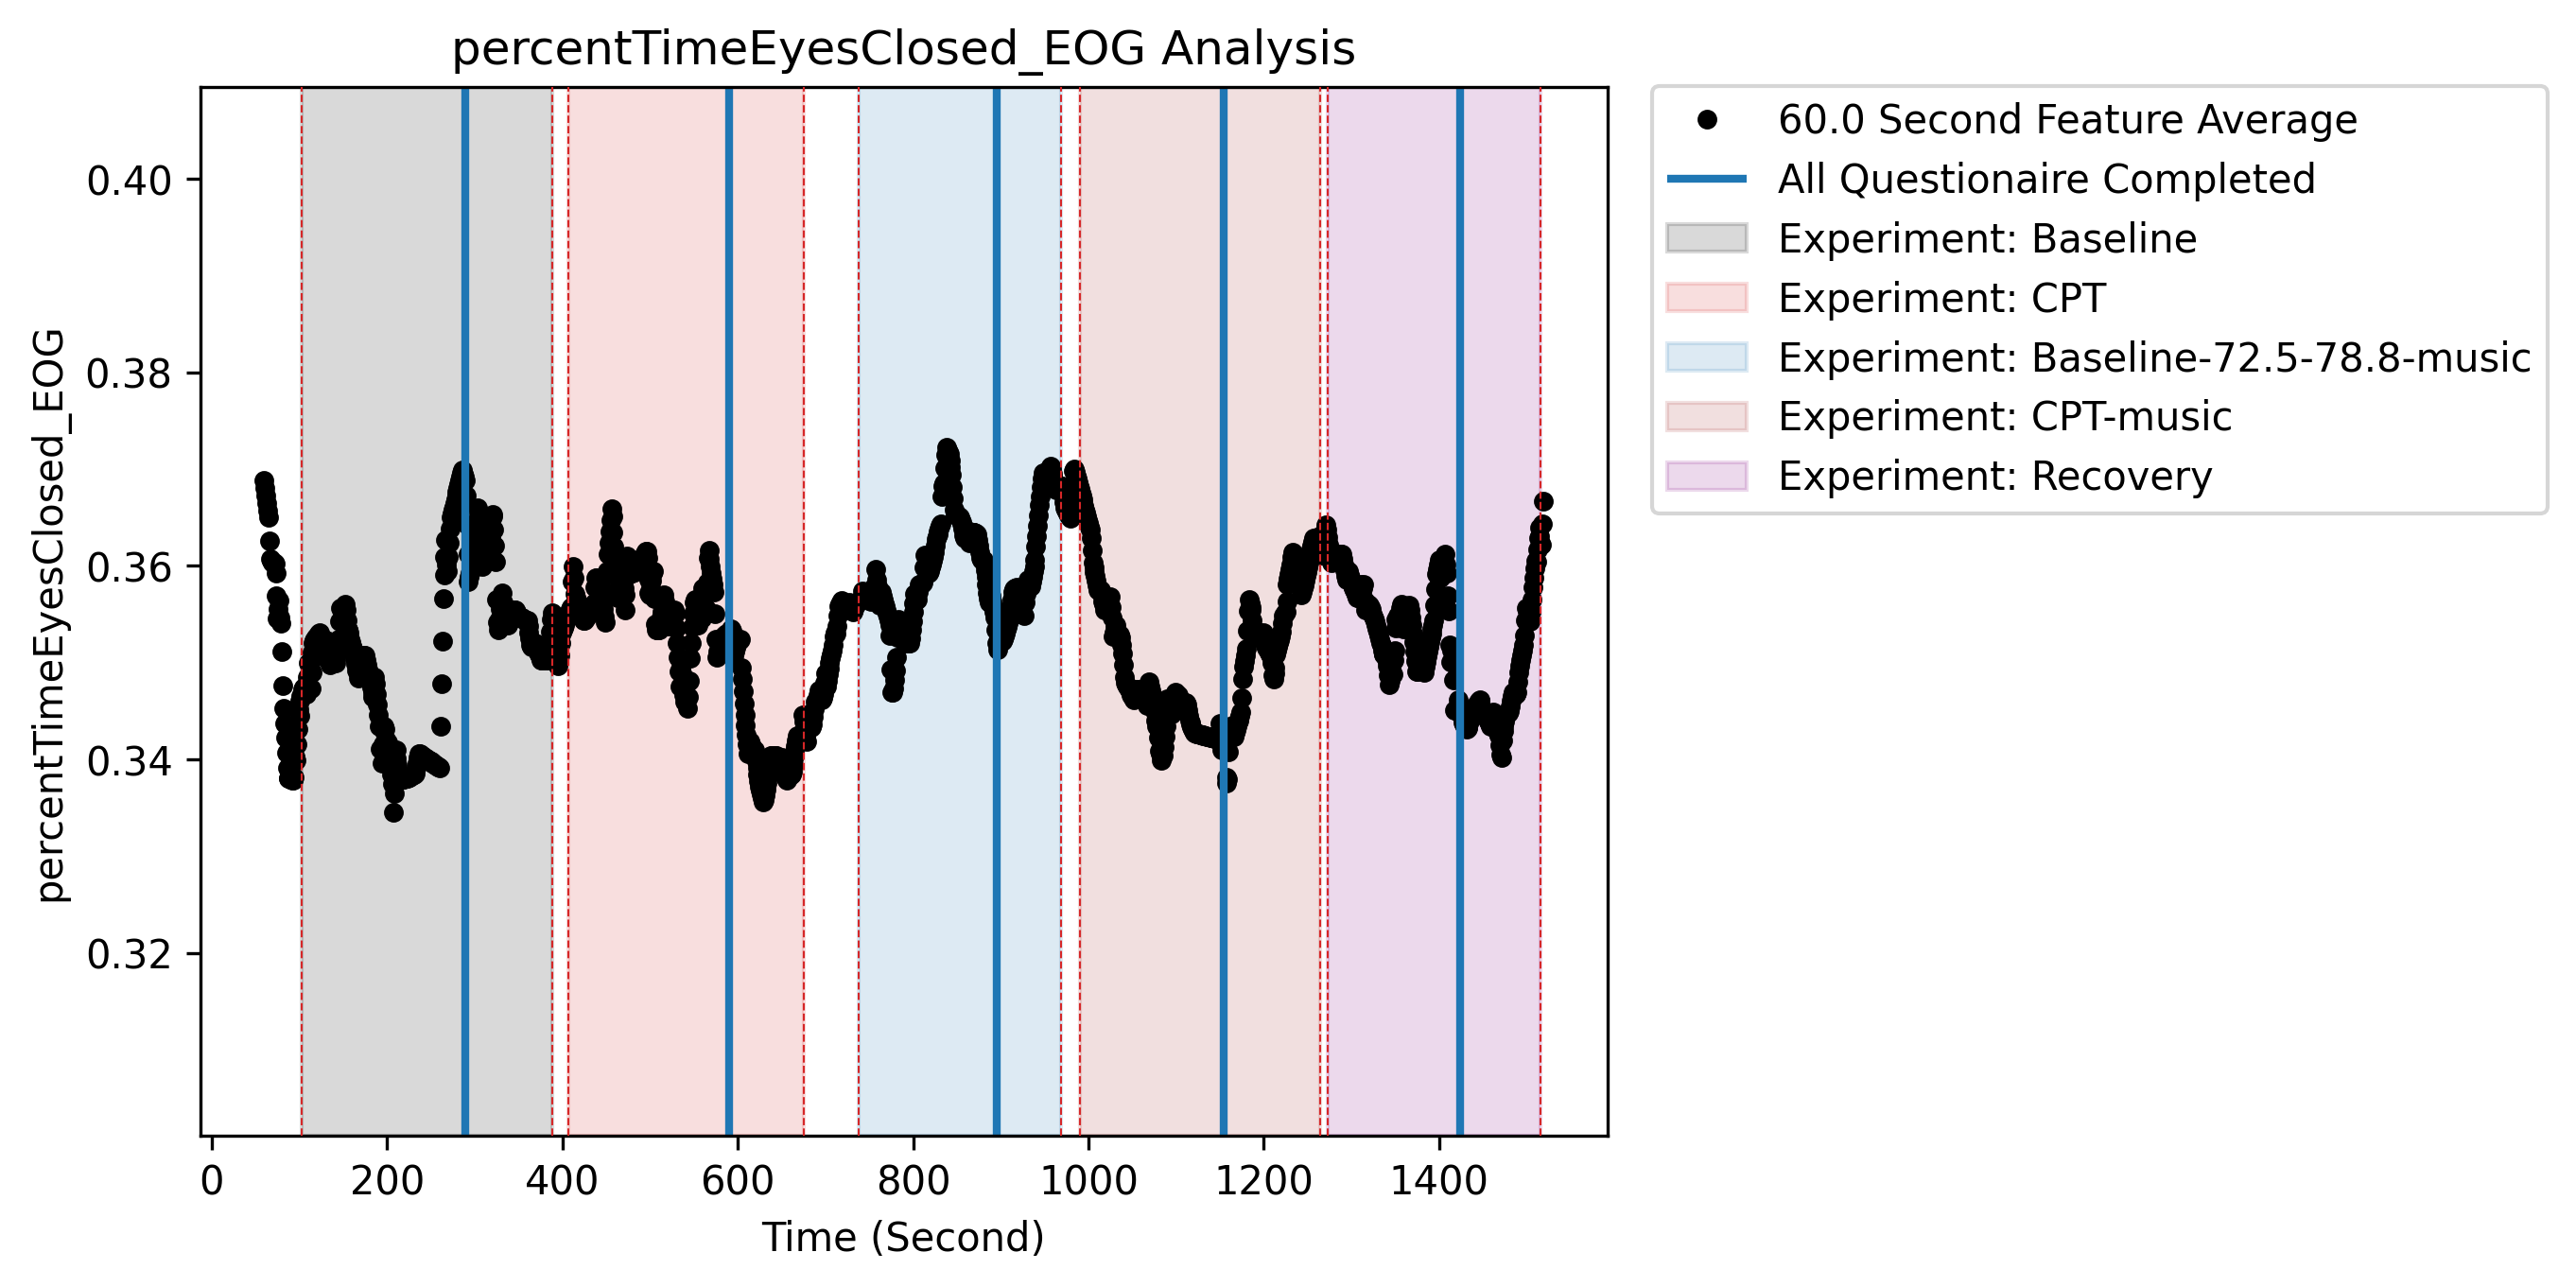 percentTimeEyesClosed_EOG Analysis
percentTimeEyesClosed_EOG
0.40
0.38
0.36
0.34
0.32
0 200 400 600 800 1000 1200 1400
Time (Second)
60.0 Second Feature Average
All Questionaire Completed
Experiment: Baseline
Experiment: CPT
Experiment: Baseline-72.5-78.8-music
Experiment: CPT-music
Experiment: Recovery